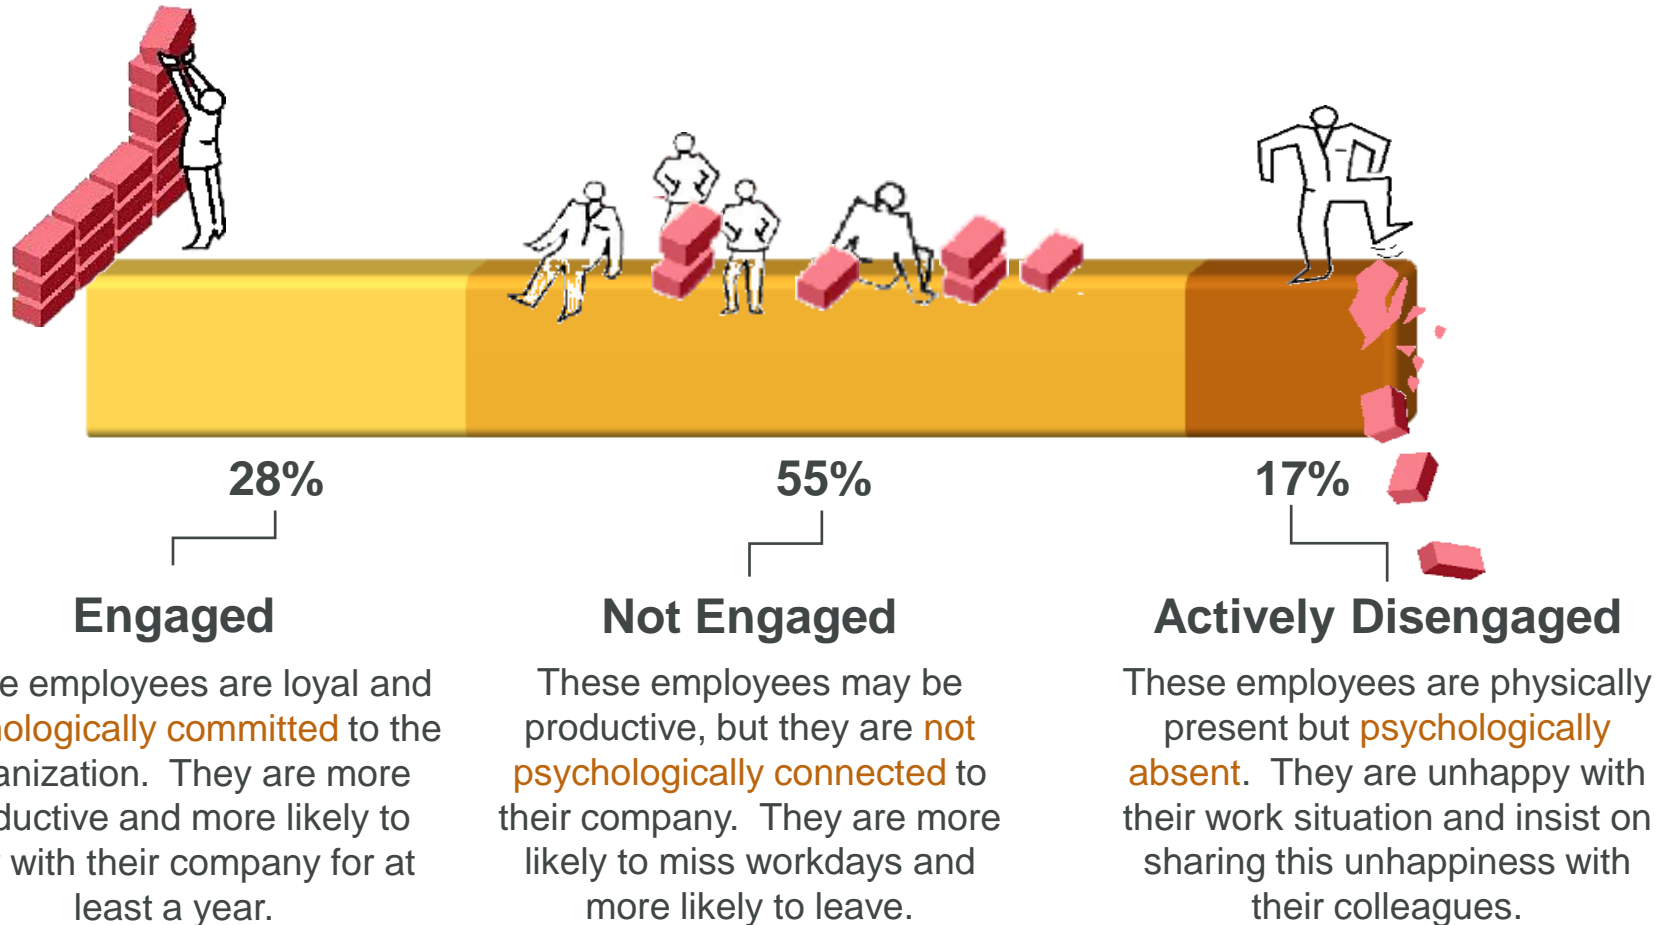 28%
55%
17%
Engaged
e employees are loyal and
ologically committed to the
anization.  They are more
ductive and more likely to
with their company for at
least a year.
Not Engaged
These employees may be
productive, but they are not
psychologically connected to
their company.  They are more
likely to miss workdays and
more likely to leave.
Actively Disengaged
These employees are physically
present but psychologically
absent.  They are unhappy with
their work situation and insist on
sharing this unhappiness with
their colleagues.